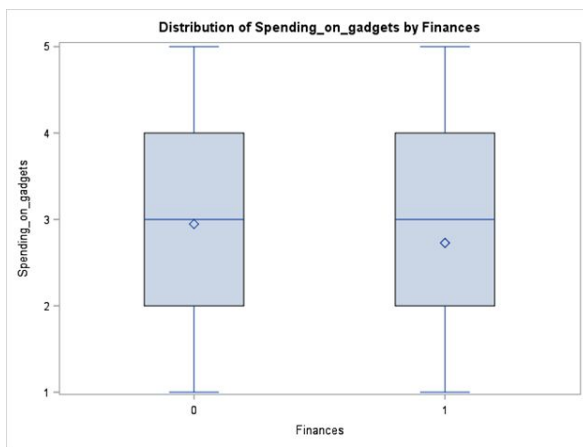 Distribution of Spending_on_gadgets by Finances
5
4
3
2
1
Spending_on_gadgets
0 1
Finances